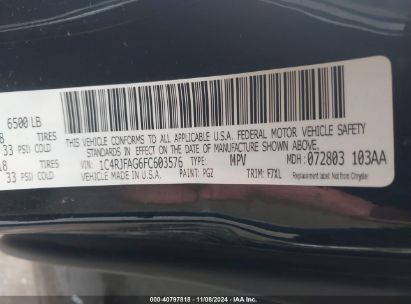 6500 LB
TIRES
33 PSI/COLD
TIRES
33 PSI/COLD
THIS VEHICLE CONFORMS TO ALL APPLICABLE U.S.A. FEDERAL MOTOR VEHICLE SAFETY
STANDARDS IN EFFECT ON THE DATE OF MANUFACTURE SHOWN ABOVE.
VIN: 1C4RJFAG6FC603576 TYPE: MPV MDH: 072803 103AA
VEHICLE MADE IN U.S.A. PAINT: PGZ TRIM: F7XL
00-40797818 - 11/08/2024 - IAA Inc.